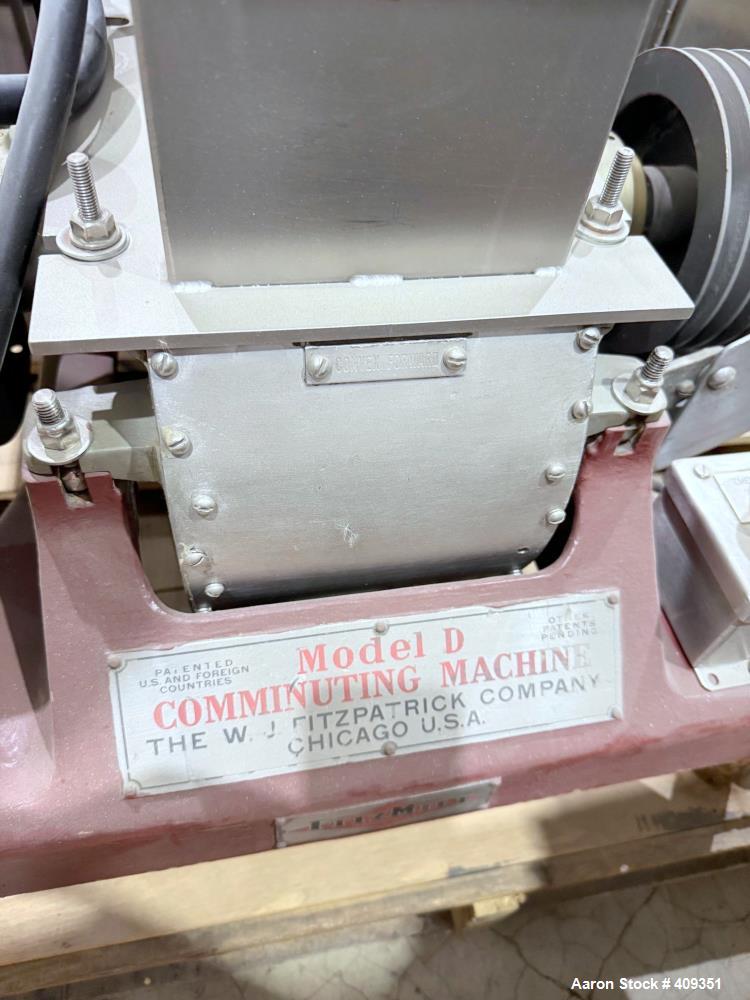 CONVEX FORWARD
PATENTED
U.S. AND FOREIGN
COUNTRIES
Model D
OTHER
PATENTS
PENDING
COMMINUTING MACHINE
THE W. J. FITZPATRICK COMPANY
CHICAGO U.S.A.
Aaron Stock # 409351